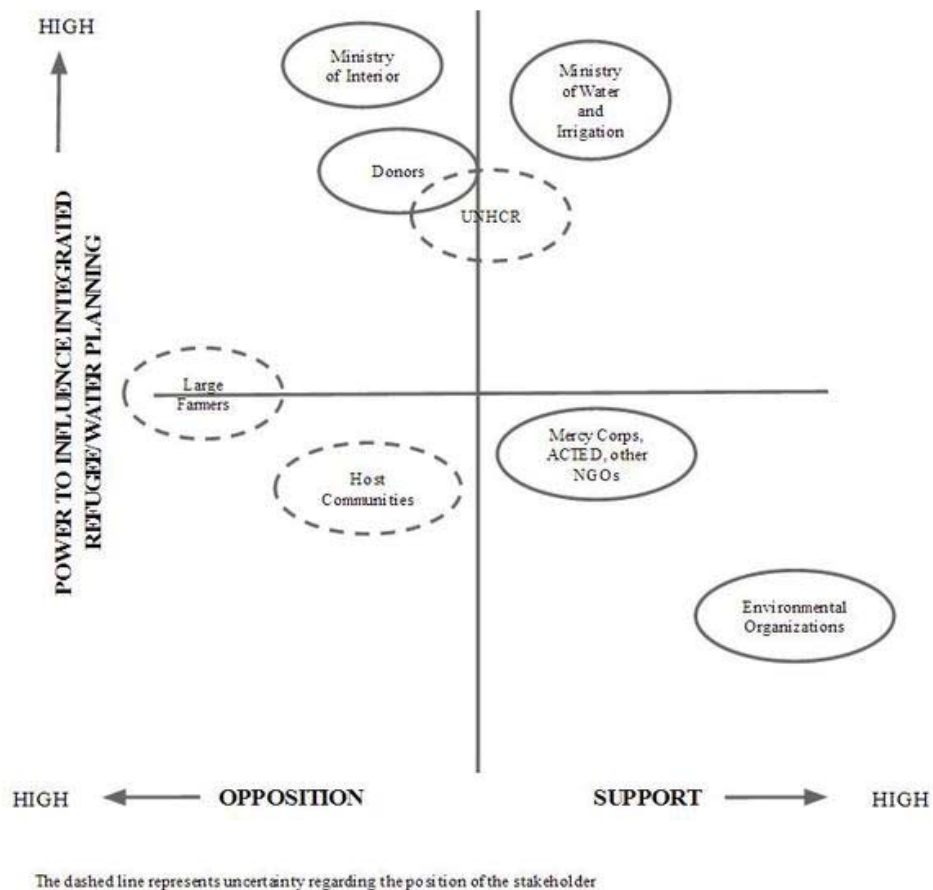 HIGH
Ministry
of Interior
Ministry
of Water
and
Irrigation
Donors
UNHCR
POWER TO INFLUENCE INTEGRATED
REFUGEE/WATER PLANNING
Large
Farmers
Mercy Corps,
ACTED, other
NGOs
Host
Communities
Environmental
Organizations
HIGH
OPPOSITION
SUPPORT
HIGH
The dashed line represents uncertainty regarding the position of the stakeholder